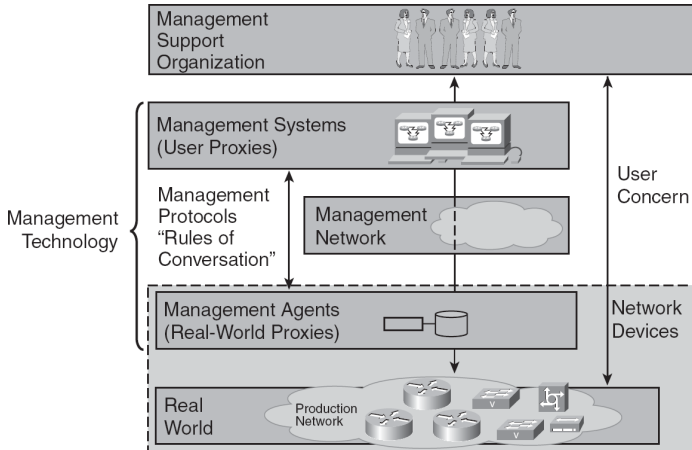 Management
Support
Organization
Management Systems
(User Proxies)
User
Concern
Management
Protocols
“Rules of
Conversation”
Management
Network
Management
Technology
Management Agents
(Real-World Proxies)
Network
Devices
Real
World
Production
Network
V
V